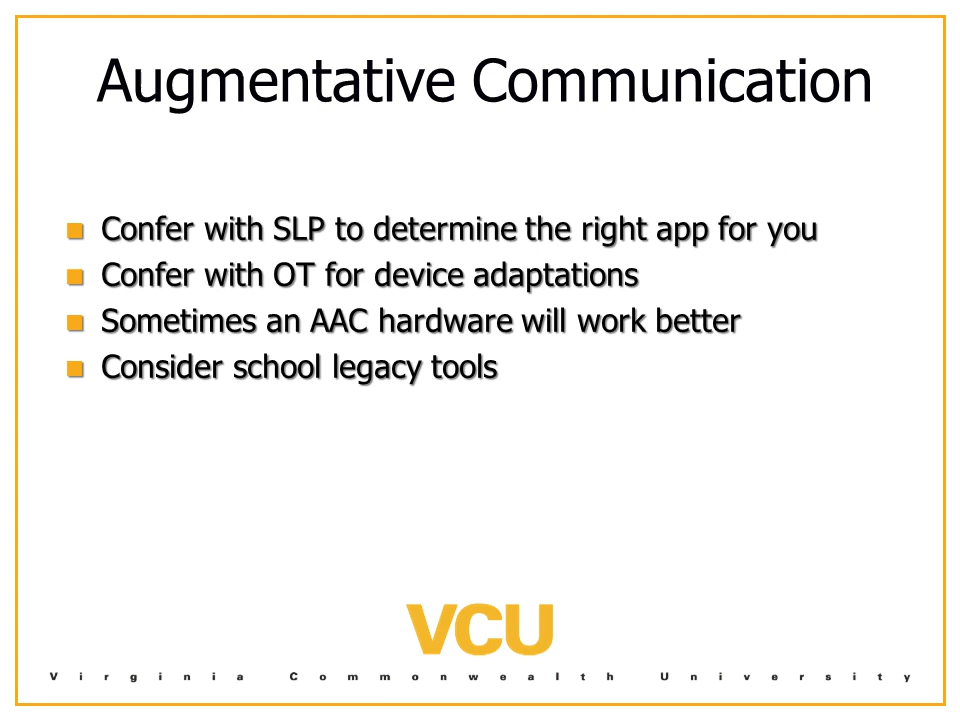 Augmentative Communication
Confer with SLP to determine the right app for you
Confer with OT for device adaptations
Sometimes an AAC hardware will work better
Consider school legacy tools
VCU
Virginia Commonwealth University